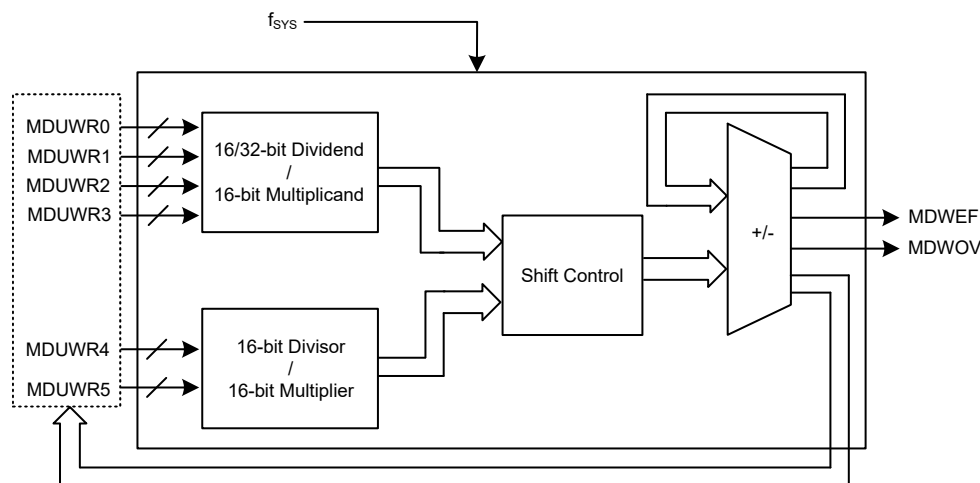 fSYS
MDUWR0
MDUWR1
MDUWR2
MDUWR3
MDUWR4
MDUWR5
16/32-bit Dividend
/
16-bit Multiplicand
16-bit Divisor
/
16-bit Multiplier
Shift Control
+/-
MDWEF
MDWOV